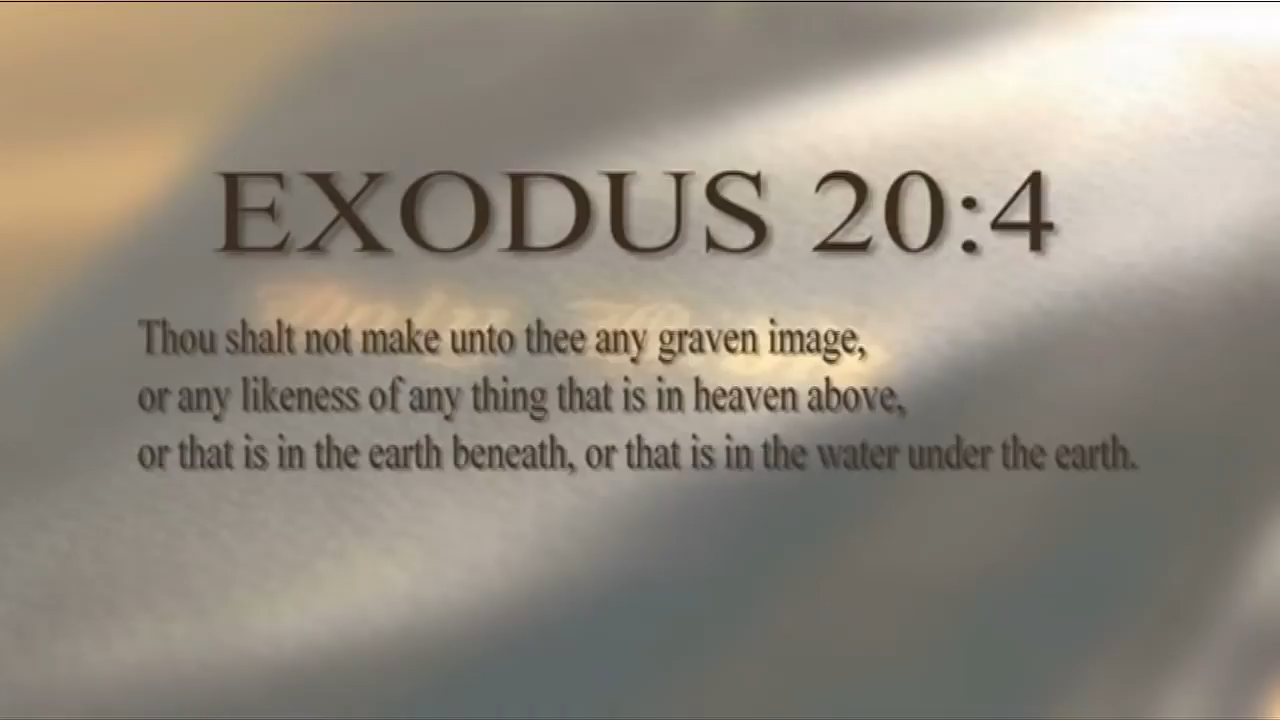 EXODUS 20:4
Thou shalt not make unto thee any graven image,
or any likeness of any thing that is in heaven above,
or that is in the earth beneath, or that is in the water under the earth.